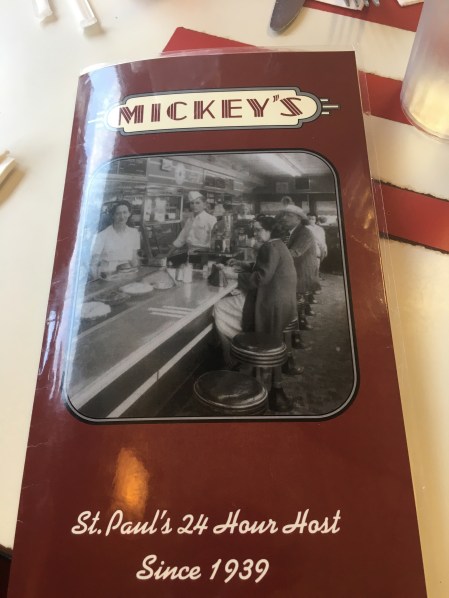 MICKEY'S
St. Paul's 24 Hour Host
Since 1939